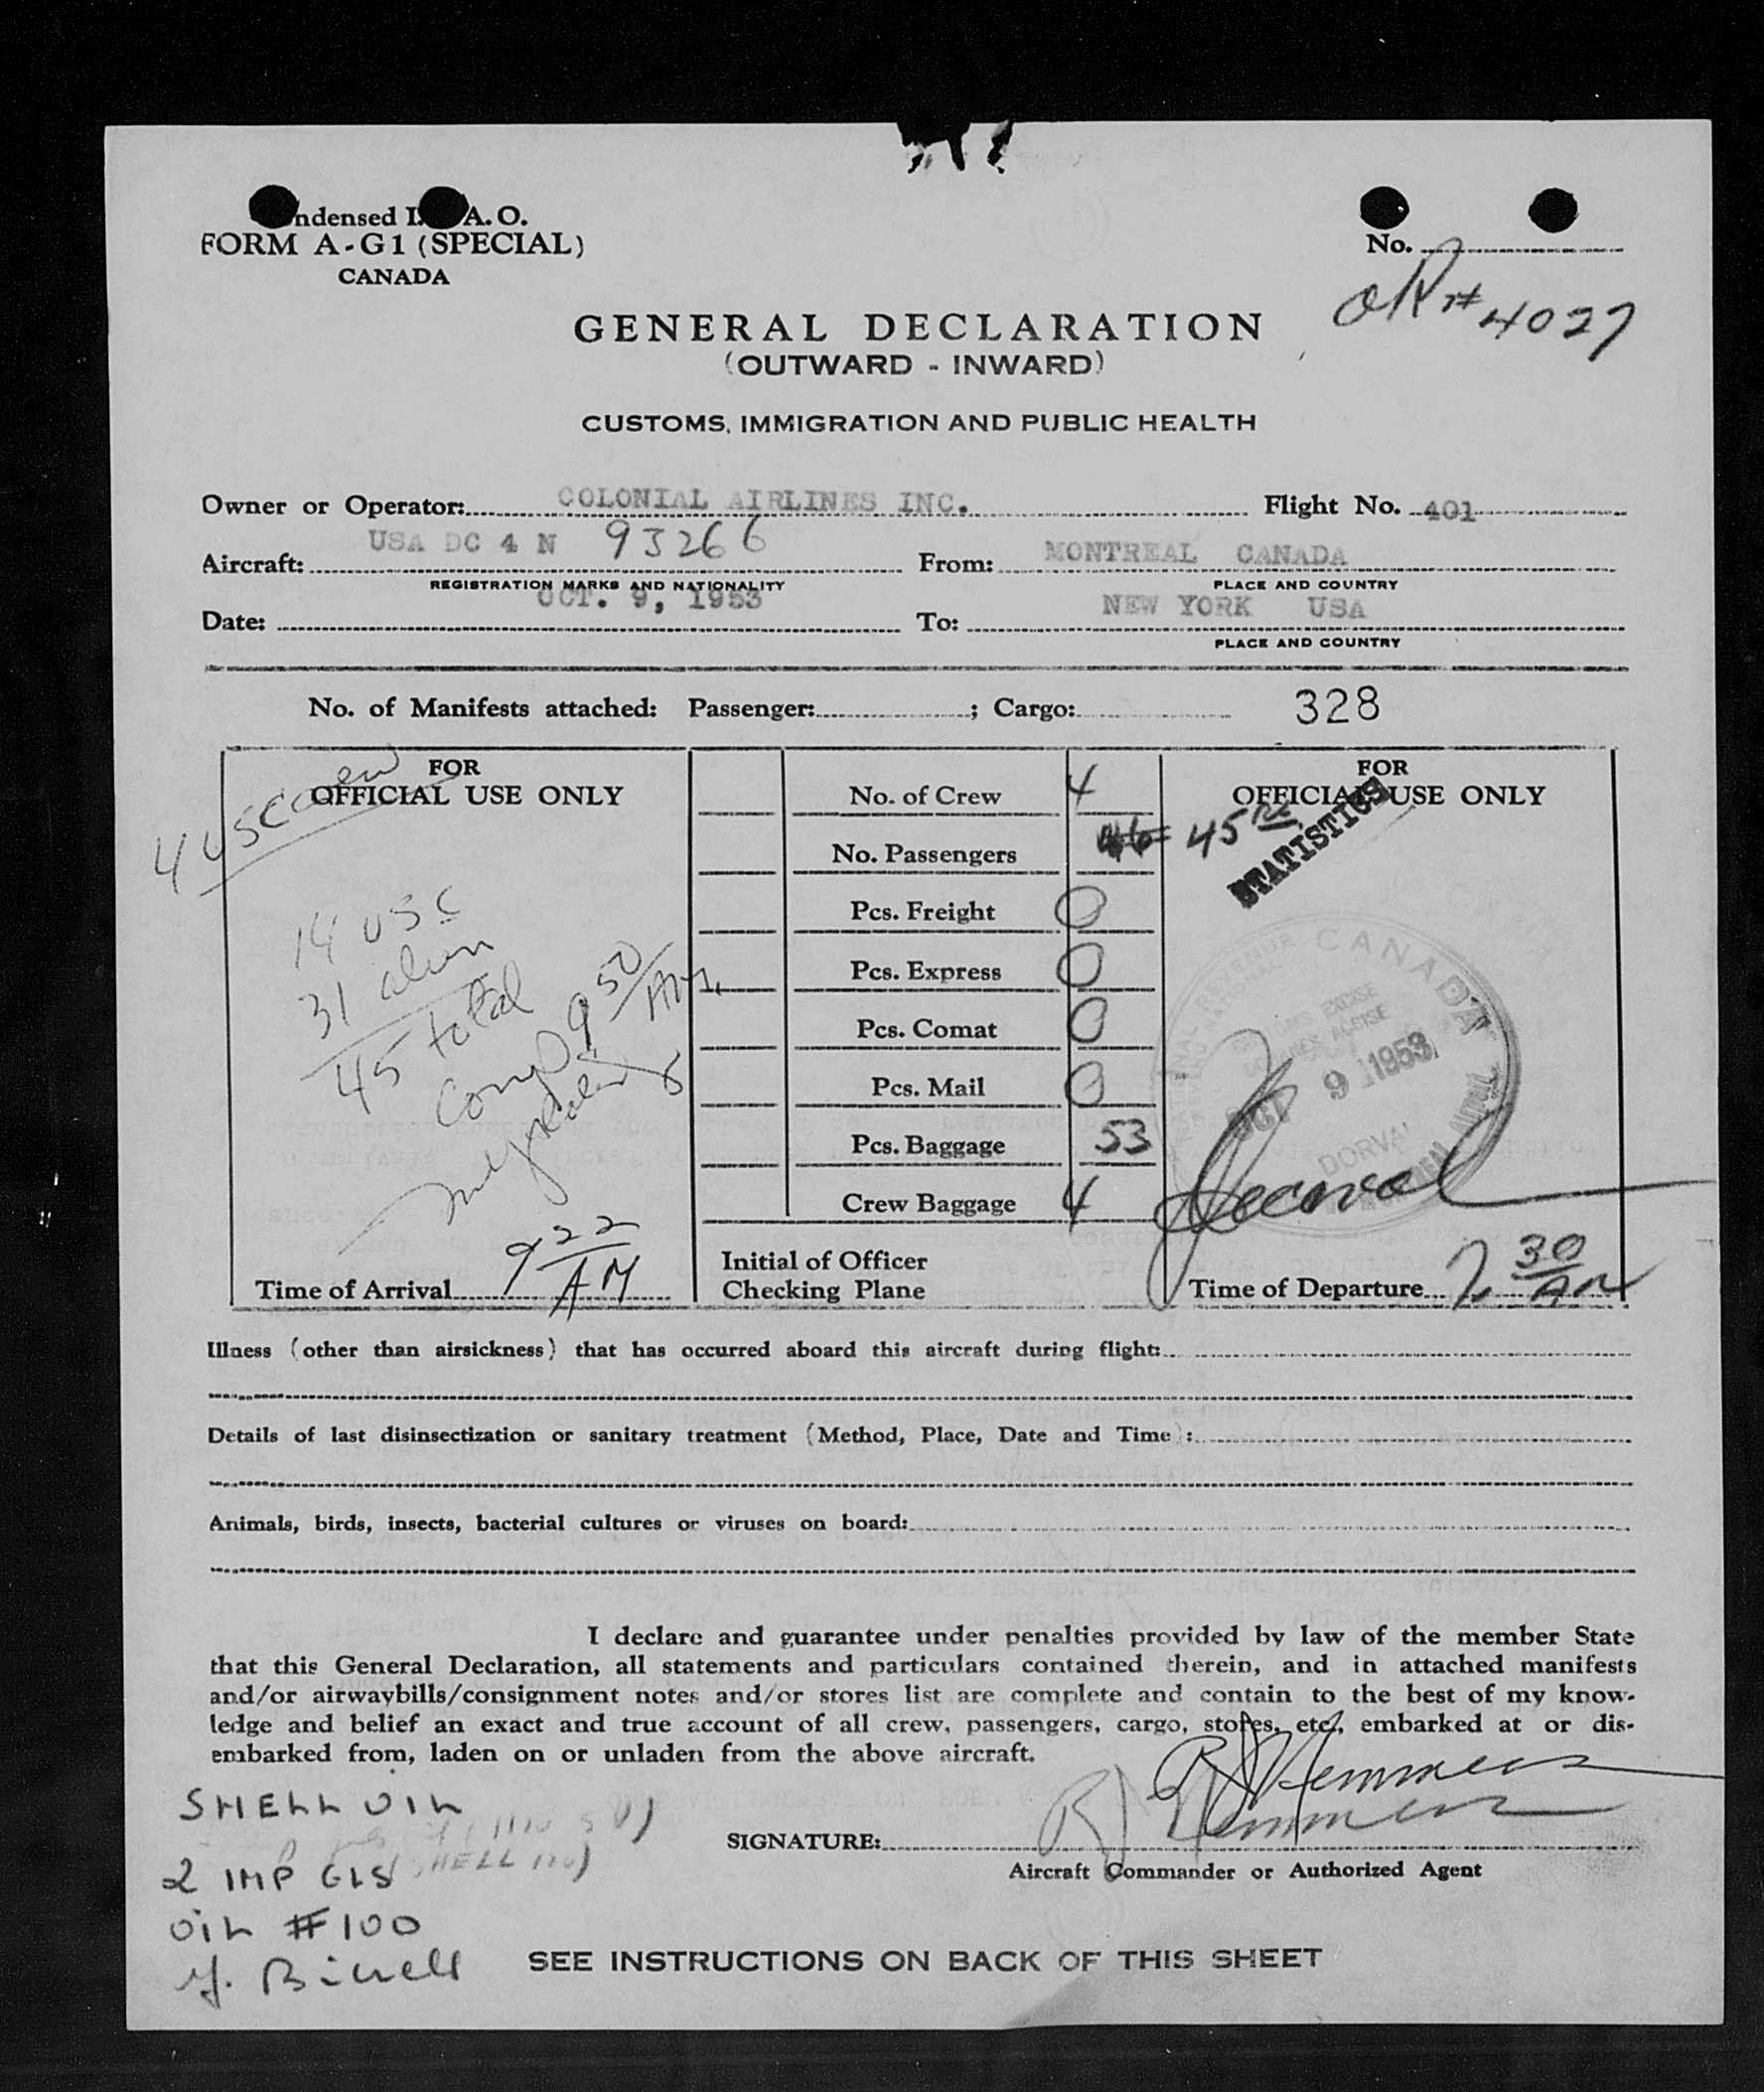 ndensed I. A.O.
FORM A-G1 (SPECIAL)
CANADA
No.
OK # 4027
GENERAL DECLARATION
(OUTWARD - INWARD)
CUSTOMS, IMMIGRATION AND PUBLIC HEALTH
Owner or Operator: COLONIAL AIRLINES INC. Flight No. 401
Aircraft: USA DC 4 N 93266 From: MONTREAL CANADA
REGISTRATION MARKS AND NATIONALITY PLACE AND COUNTRY
Date: OCT. 9, 1953 To: NEW YORK USA
PLACE AND COUNTRY
No. of Manifests attached: Passenger: ; Cargo: 328
FOR
OFFICIAL USE ONLY
4 USC crew
14 USC
31 alien
45 total
9 50 AM
Time of Arrival 9 22 AM
No. of Crew 4
No. Passengers 46 45
Pcs. Freight 0
Pcs. Express 0
Pcs. Comat 0
Pcs. Mail 0
Pcs. Baggage 53
Crew Baggage 4
Initial of Officer
Checking Plane
FOR
OFFICIAL USE ONLY
STATISTICS
CANADA
OCT 9 1953
DORVAL
Time of Departure 7 30 AM
Illness (other than airsickness) that has occurred aboard this aircraft during flight:
Details of last disinsectization or sanitary treatment (Method, Place, Date and Time):
Animals, birds, insects, bacterial cultures or viruses on board:
I declare and guarantee under penalties provided by law of the member State
that this General Declaration, all statements and particulars contained therein, and in attached manifests
and/or airwaybills/consignment notes and/or stores list are complete and contain to the best of my know-
ledge and belief an exact and true account of all crew, passengers, cargo, stores, etc., embarked at or dis-
embarked from, laden on or unladen from the above aircraft.
SHELL OIL
2 IMP GLS
OIL #100
SIGNATURE: R J Hemmens
Aircraft Commander or Authorized Agent
SEE INSTRUCTIONS ON BACK OF THIS SHEET